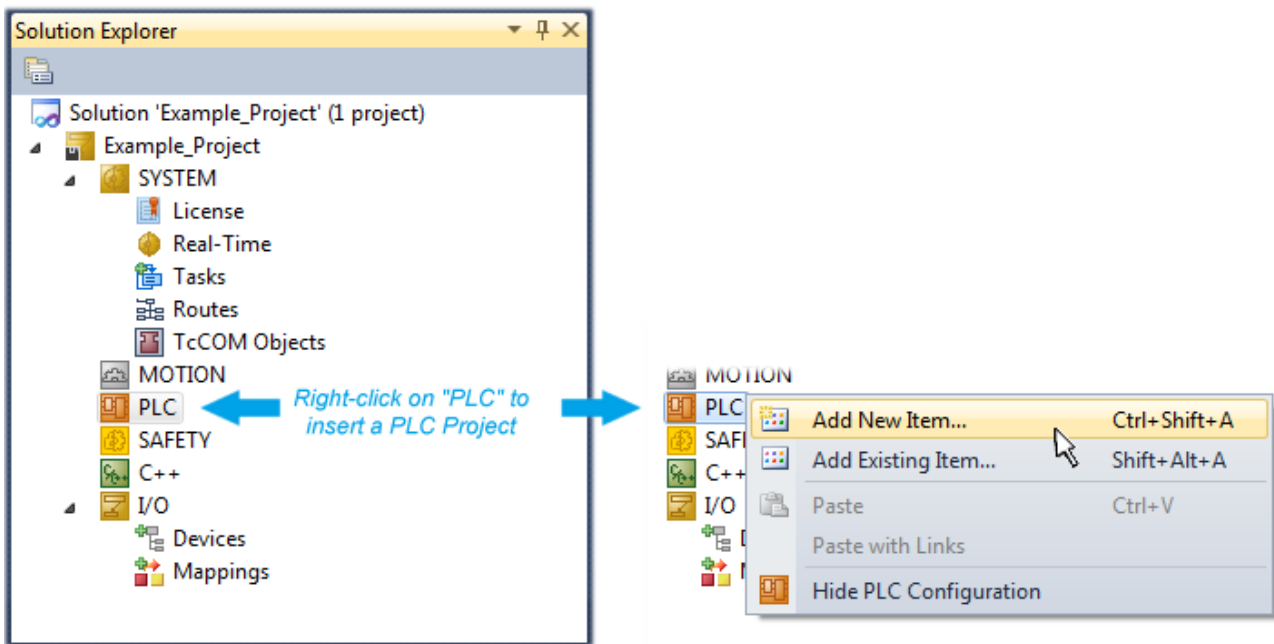 Solution Explorer
Solution 'Example_Project' (1 project)
Example_Project
SYSTEM
License
Real-Time
Tasks
Routes
TcCOM Objects
MOTION
PLC
SAFETY
C++
I/O
Devices
Mappings
Right-click on "PLC" to
insert a PLC Project
MOTION
PLC
SAF
C++
I/O
Add New Item... Ctrl+Shift+A
Add Existing Item... Shift+Alt+A
Paste Ctrl+V
Paste with Links
Hide PLC Configuration